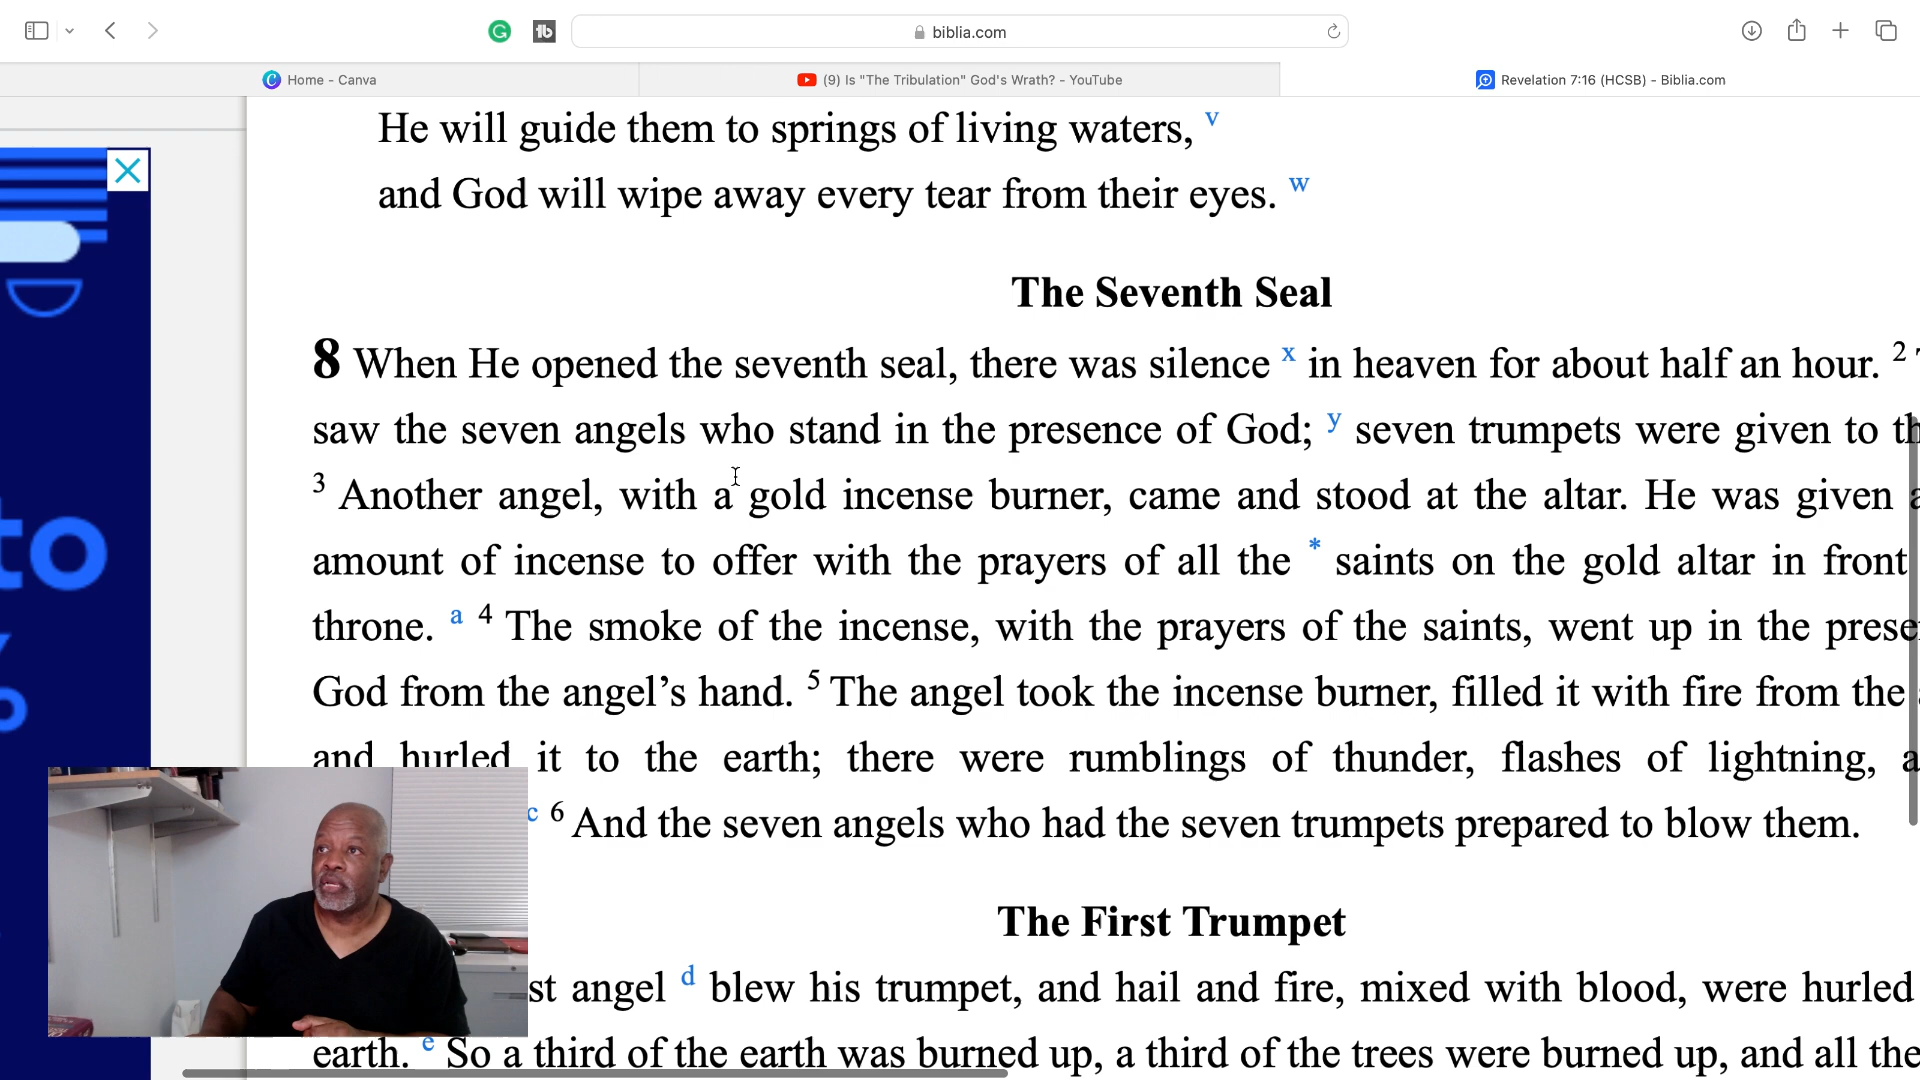 biblia.com
Home - Canva
(9) Is "The Tribulation" God's Wrath? - YouTube
Revelation 7:16 (HCSB) - Biblia.com
He will guide them to springs of living waters, v
and God will wipe away every tear from their eyes. w
The Seventh Seal
8 When He opened the seventh seal, there was silence x in heaven for about half an hour. 2
saw the seven angels who stand in the presence of God; y seven trumpets were given to
3 Another angel, with a gold incense burner, came and stood at the altar. He was given
amount of incense to offer with the prayers of all the * saints on the gold altar in front
throne. a 4 The smoke of the incense, with the prayers of the saints, went up in the
God from the angel’s hand. 5 The angel took the incense burner, filled it with fire from the
and hurled it to the earth; there were rumblings of thunder, flashes of lightning,
c 6 And the seven angels who had the seven trumpets prepared to blow them.
The First Trumpet
st angel d blew his trumpet, and hail and fire, mixed with blood, were hurled
earth. e So a third of the earth was burned up, a third of the trees were burned up, and all the
to
%